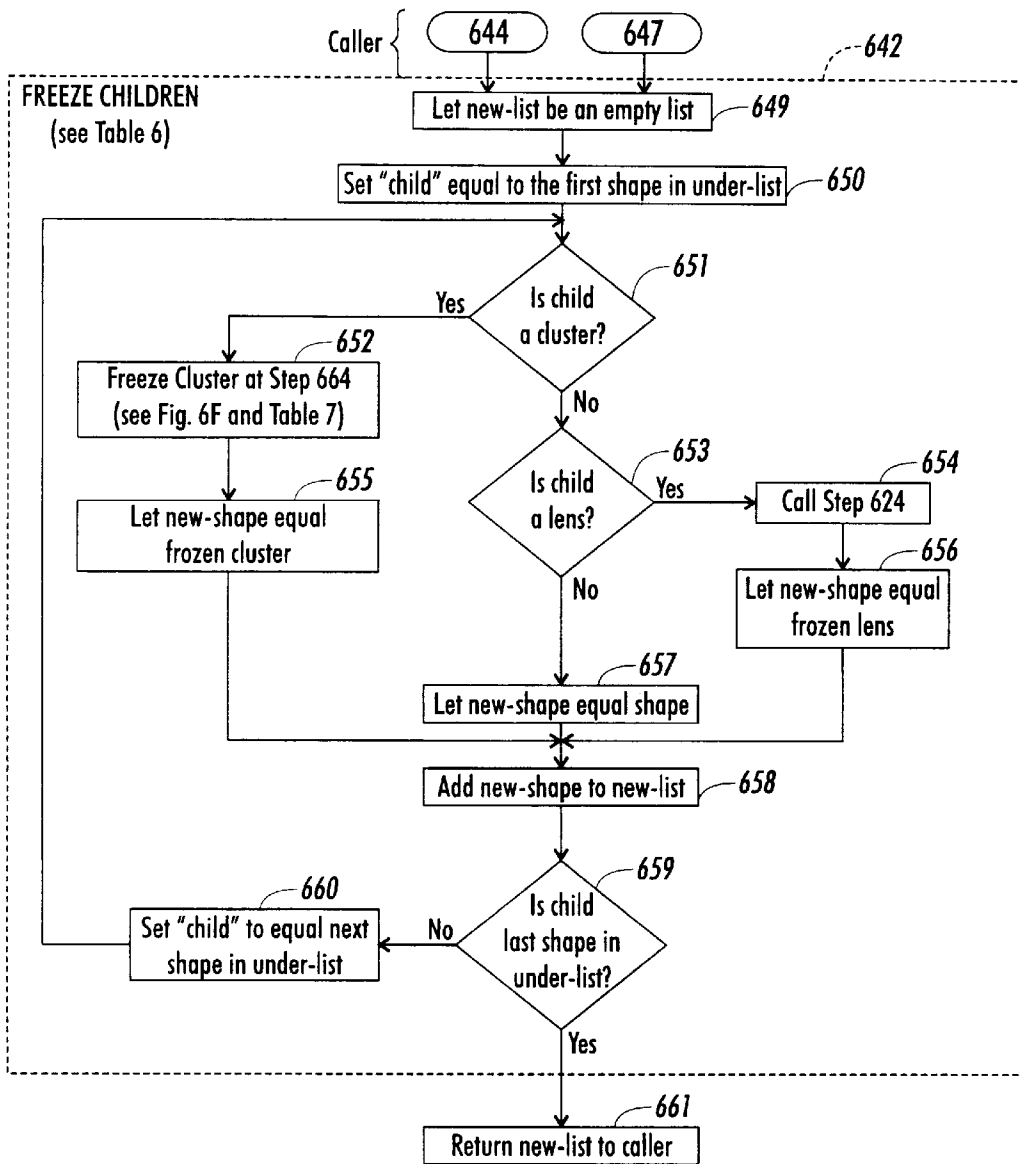 Caller
644
647
642
FREEZE CHILDREN
(see Table 6)
Let new-list be an empty list
649
Set "child" equal to the first shape in under-list
650
651
Is child
a cluster?
Yes
No
652
Freeze Cluster at Step 664
(see Fig. 6F and Table 7)
653
Is child
a lens?
Yes
No
654
Call Step 624
655
Let new-shape equal
frozen cluster
656
Let new-shape equal
frozen lens
657
Let new-shape equal shape
Add new-shape to new-list
658
659
Is child
last shape in
under-list?
No
Yes
660
Set "child" to equal next
shape in under-list
661
Return new-list to caller